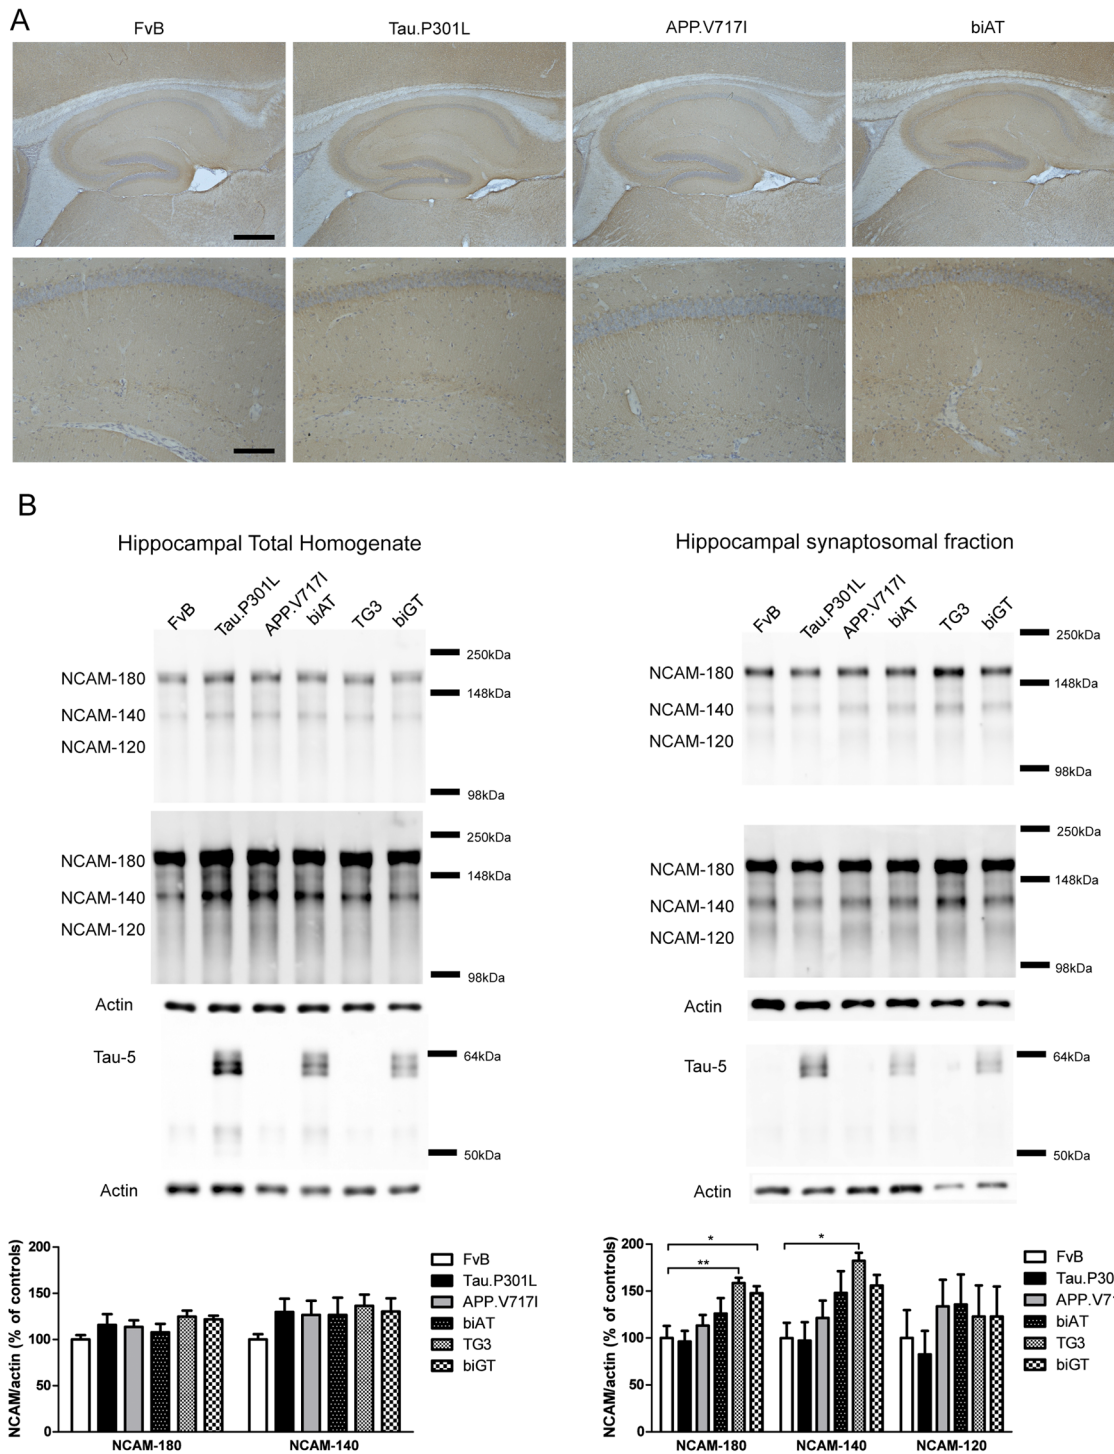 A
FvB Tau.P301L APP.V717I biAT
B
Hippocampal Total Homogenate
FvB Tau.P301L APP.V717I biAT TG3 biGT
250kDa
NCAM-180
148kDa
NCAM-140
NCAM-120
98kDa
250kDa
NCAM-180
148kDa
NCAM-140
NCAM-120
98kDa
Actin
Tau-5
64kDa
50kDa
Actin
NCAM/actin (% of controls)
200
150
100
50
0
NCAM-180 NCAM-140
FvB
Tau.P301L
APP.V717I
biAT
TG3
biGT
Hippocampal synaptosomal fraction
FvB Tau.P301L APP.V717I biAT TG3 biGT
250kDa
NCAM-180
148kDa
NCAM-140
NCAM-120
98kDa
250kDa
NCAM-180
148kDa
NCAM-140
NCAM-120
98kDa
Actin
Tau-5
64kDa
50kDa
Actin
NCAM/actin (% of controls)
200
150
100
50
0
* *
**
NCAM-180 NCAM-140 NCAM-120
FvB
Tau.P30
APP.V71
biAT
TG3
biGT